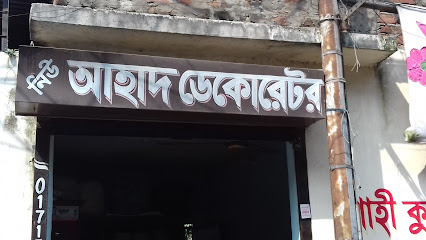 নিউ আহাদ ডেকোরেটর
0171
াহী কু